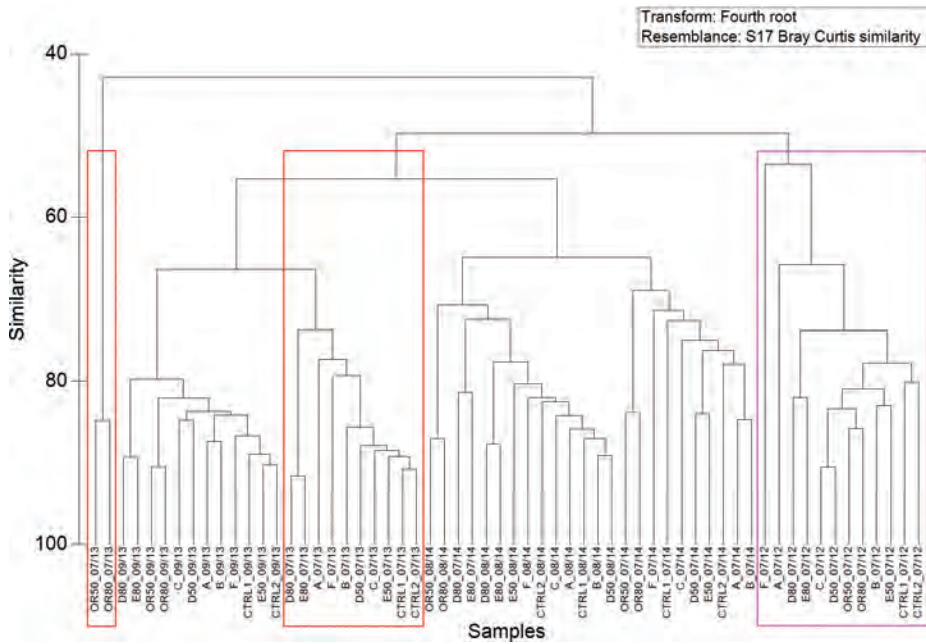 Transform: Fourth root
Resemblance: S17 Bray Curtis similarity
40
60
80
100
Similarity
OR50_07/13
OR80_07/13
D80_09/13
E80_09/13
OR50_09/13
OR80_09/13
C_09/13
D50_09/13
A_09/13
B_09/13
F_09/13
CTRL1_09/13
E50_09/13
CTRL2_09/13
D80_07/13
E80_07/13
A_07/13
F_07/13
B_07/13
D50_07/13
C_07/13
E50_07/13
CTRL1_07/13
CTRL2_07/13
OR50_08/14
OR80_08/14
D80_07/14
E80_07/14
D80_08/14
E80_08/14
E50_08/14
F_08/14
CTRL2_08/14
C_08/14
A_08/14
CTRL1_08/14
B_08/14
D50_08/14
OR50_07/14
OR80_07/14
F_07/14
CTRL1_07/14
C_07/14
D50_07/14
E50_07/14
CTRL2_07/14
A_07/14
B_07/14
F_07/12
A_07/12
D80_07/12
E80_07/12
C_07/12
D50_07/12
OR50_07/12
OR80_07/12
B_07/12
E50_07/12
CTRL1_07/12
CTRL2_07/12
Samples